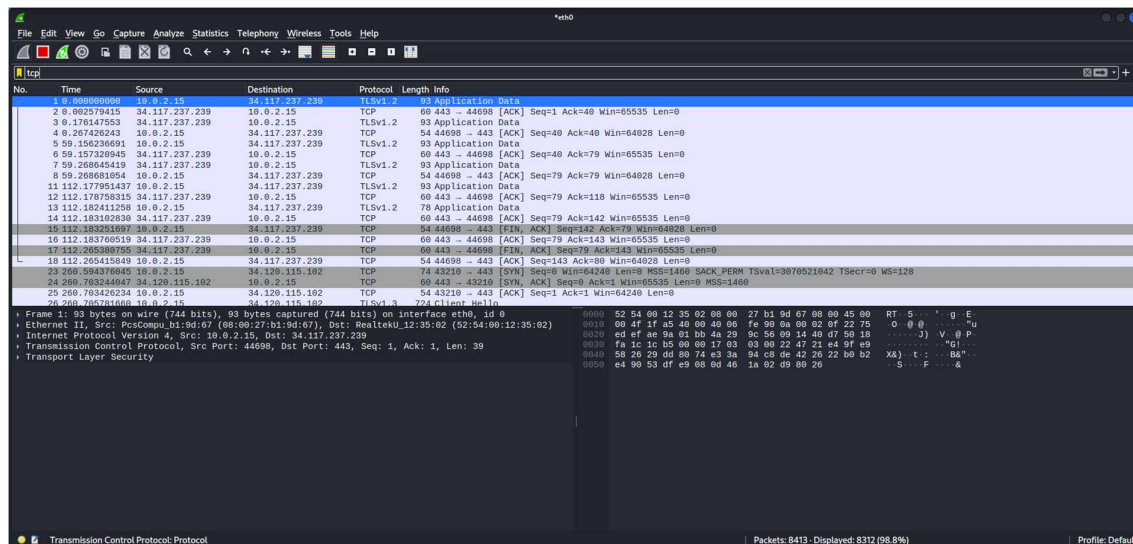 *eth0
File Edit View Go Capture Analyze Statistics Telephony Wireless Tools Help
tcp
No. Time Source Destination Protocol Length Info
1 0.000000000 10.0.2.15 34.117.237.239 TLSv1.2 93 Application Data
2 0.002579415 34.117.237.239 10.0.2.15 TCP 60 443 → 44698 [ACK] Seq=1 Ack=40 Win=65535 Len=0
3 0.176147553 34.117.237.239 10.0.2.15 TLSv1.2 93 Application Data
4 0.267426243 10.0.2.15 34.117.237.239 TCP 54 44698 → 443 [ACK] Seq=40 Ack=40 Win=64028 Len=0
5 59.156236691 10.0.2.15 34.117.237.239 TLSv1.2 93 Application Data
6 59.157320945 34.117.237.239 10.0.2.15 TCP 60 443 → 44698 [ACK] Seq=40 Ack=79 Win=65535 Len=0
7 59.268645419 34.117.237.239 10.0.2.15 TLSv1.2 93 Application Data
8 59.268681054 10.0.2.15 34.117.237.239 TCP 54 44698 → 443 [ACK] Seq=79 Ack=79 Win=64028 Len=0
11 112.177951437 10.0.2.15 34.117.237.239 TLSv1.2 93 Application Data
12 112.178758315 34.117.237.239 10.0.2.15 TCP 60 443 → 44698 [ACK] Seq=79 Ack=118 Win=65535 Len=0
13 112.182411258 10.0.2.15 34.117.237.239 TLSv1.2 78 Application Data
14 112.183102830 34.117.237.239 10.0.2.15 TCP 60 443 → 44698 [ACK] Seq=79 Ack=142 Win=65535 Len=0
15 112.183251697 10.0.2.15 34.117.237.239 TCP 54 44698 → 443 [FIN, ACK] Seq=142 Ack=79 Win=64028 Len=0
16 112.183760519 34.117.237.239 10.0.2.15 TCP 60 443 → 44698 [ACK] Seq=79 Ack=143 Win=65535 Len=0
17 112.265380755 34.117.237.239 10.0.2.15 TCP 60 443 → 44698 [FIN, ACK] Seq=79 Ack=143 Win=65535 Len=0
18 112.265415849 10.0.2.15 34.117.237.239 TCP 54 44698 → 443 [ACK] Seq=143 Ack=80 Win=64028 Len=0
23 260.594376045 10.0.2.15 34.120.115.102 TCP 74 43210 → 443 [SYN] Seq=0 Win=64240 Len=0 MSS=1460 SACK_PERM TSval=3070521042 TSecr=0 WS=128
24 260.703244047 34.120.115.102 10.0.2.15 TCP 60 443 → 43210 [SYN, ACK] Seq=0 Ack=1 Win=65535 Len=0 MSS=1460
25 260.703426234 10.0.2.15 34.120.115.102 TCP 54 43210 → 443 [ACK] Seq=1 Ack=1 Win=64240 Len=0
26 260.705781660 10.0.2.15 34.120.115.102 TLSv1.3 724 Client Hello
Frame 1: 93 bytes on wire (744 bits), 93 bytes captured (744 bits) on interface eth0, id 0
Ethernet II, Src: PcsCompu_b1:9d:67 (08:00:27:b1:9d:67), Dst: RealtekU_12:35:02 (52:54:00:12:35:02)
Internet Protocol Version 4, Src: 10.0.2.15, Dst: 34.117.237.239
Transmission Control Protocol, Src Port: 44698, Dst Port: 443, Seq: 1, Ack: 1, Len: 39
Transport Layer Security
0000 52 54 00 12 35 02 08 00 27 b1 9d 67 08 00 45 00 RT··5···'··g··E·
0010 00 4f 1f a5 40 00 40 06 fe 90 0a 00 02 0f 22 75 ·O··@·@·······"u
0020 ed ef ae 9a 01 bb 4a 29 9c 56 09 14 40 d7 50 18 ······J)·V··@·P·
0030 fa 1c 1c b5 00 00 17 03 03 00 22 47 21 e4 9f e9 ··········"G!···
0040 58 26 29 dd 80 74 e3 3a 94 c8 de 42 26 22 b0 b2 X&)··t·:···B&"··
0050 e4 90 53 df e9 08 0d 46 1a 02 d9 80 26 ··S····F····&
Transmission Control Protocol: Protocol
Packets: 8413 · Displayed: 8312 (98.8%)
Profile: Defaul